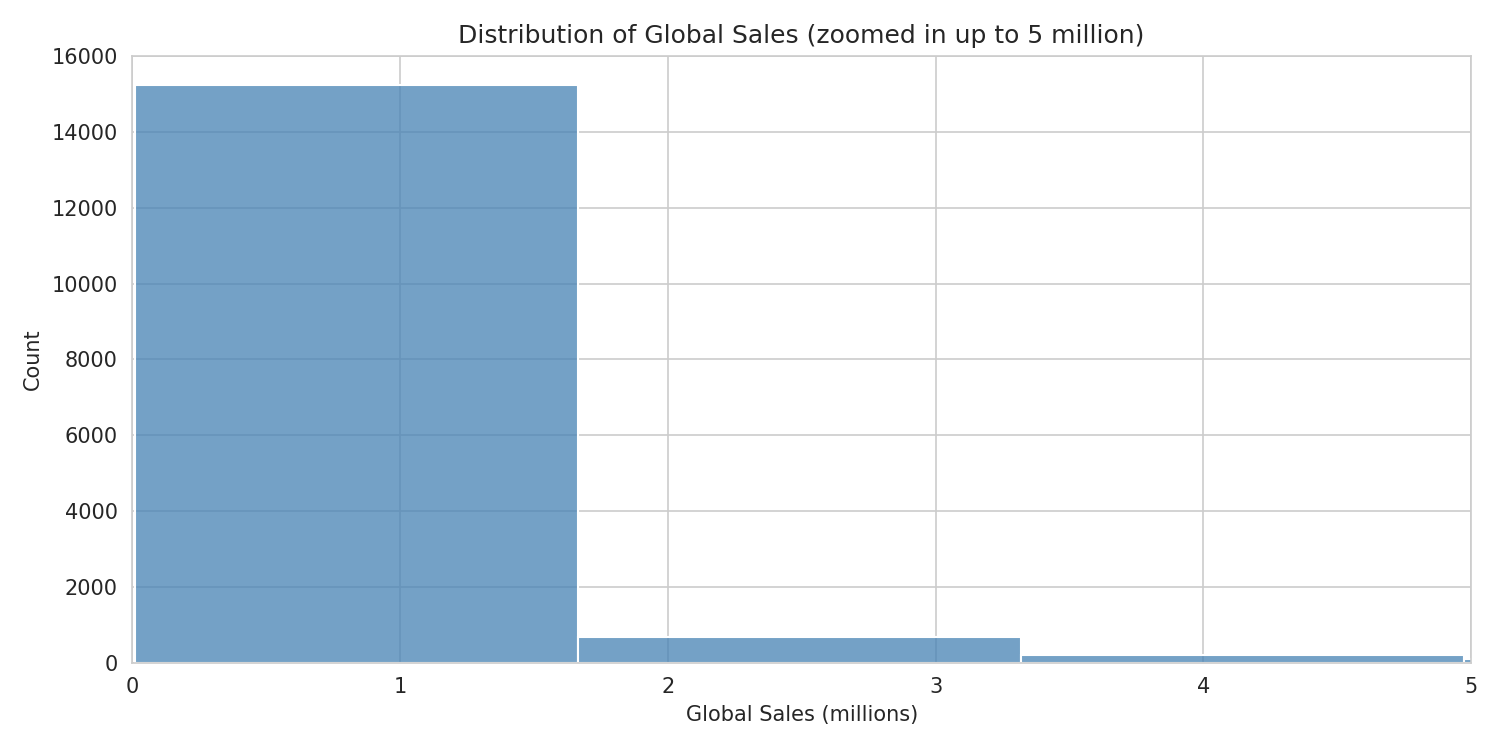 Distribution of Global Sales (zoomed in up to 5 million)
16000
14000
12000
10000
8000
6000
4000
2000
0
Count
0 1 2 3 4 5
Global Sales (millions)